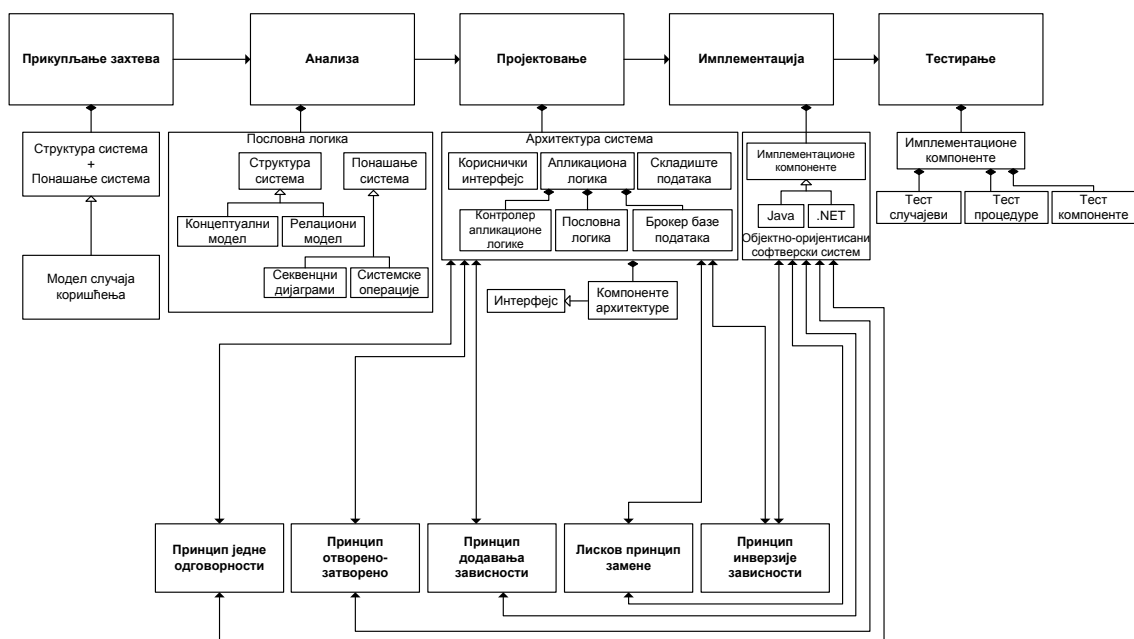 Прикупљање захтева
Анализа
Пројектовање
Имплементација
Тестирање
Структура система
+
Понашање система
Модел случаја
коришћења
Пословна логика
Структура
система
Понашање
система
Концептуални
модел
Релациони
модел
Секвенцни
дијаграми
Системске
операције
Архитектура система
Кориснички
интерфејс
Апликациона
логика
Складиште
података
Контролер
апликационе
логике
Пословна
логика
Брокер базе
података
Интерфејс
Компоненте
архитектуре
Имплементационе
компоненте
Java
.NET
Објектно-оријентисани
софтверски систем
Имплементационе
компоненте
Тест
случајеви
Тест
процедуре
Тест
компоненте
Принцип једне
одговорности
Принцип
отворено-
затворено
Принцип
додавања
зависности
Лисков принцип
замене
Принцип
инверзије
зависности